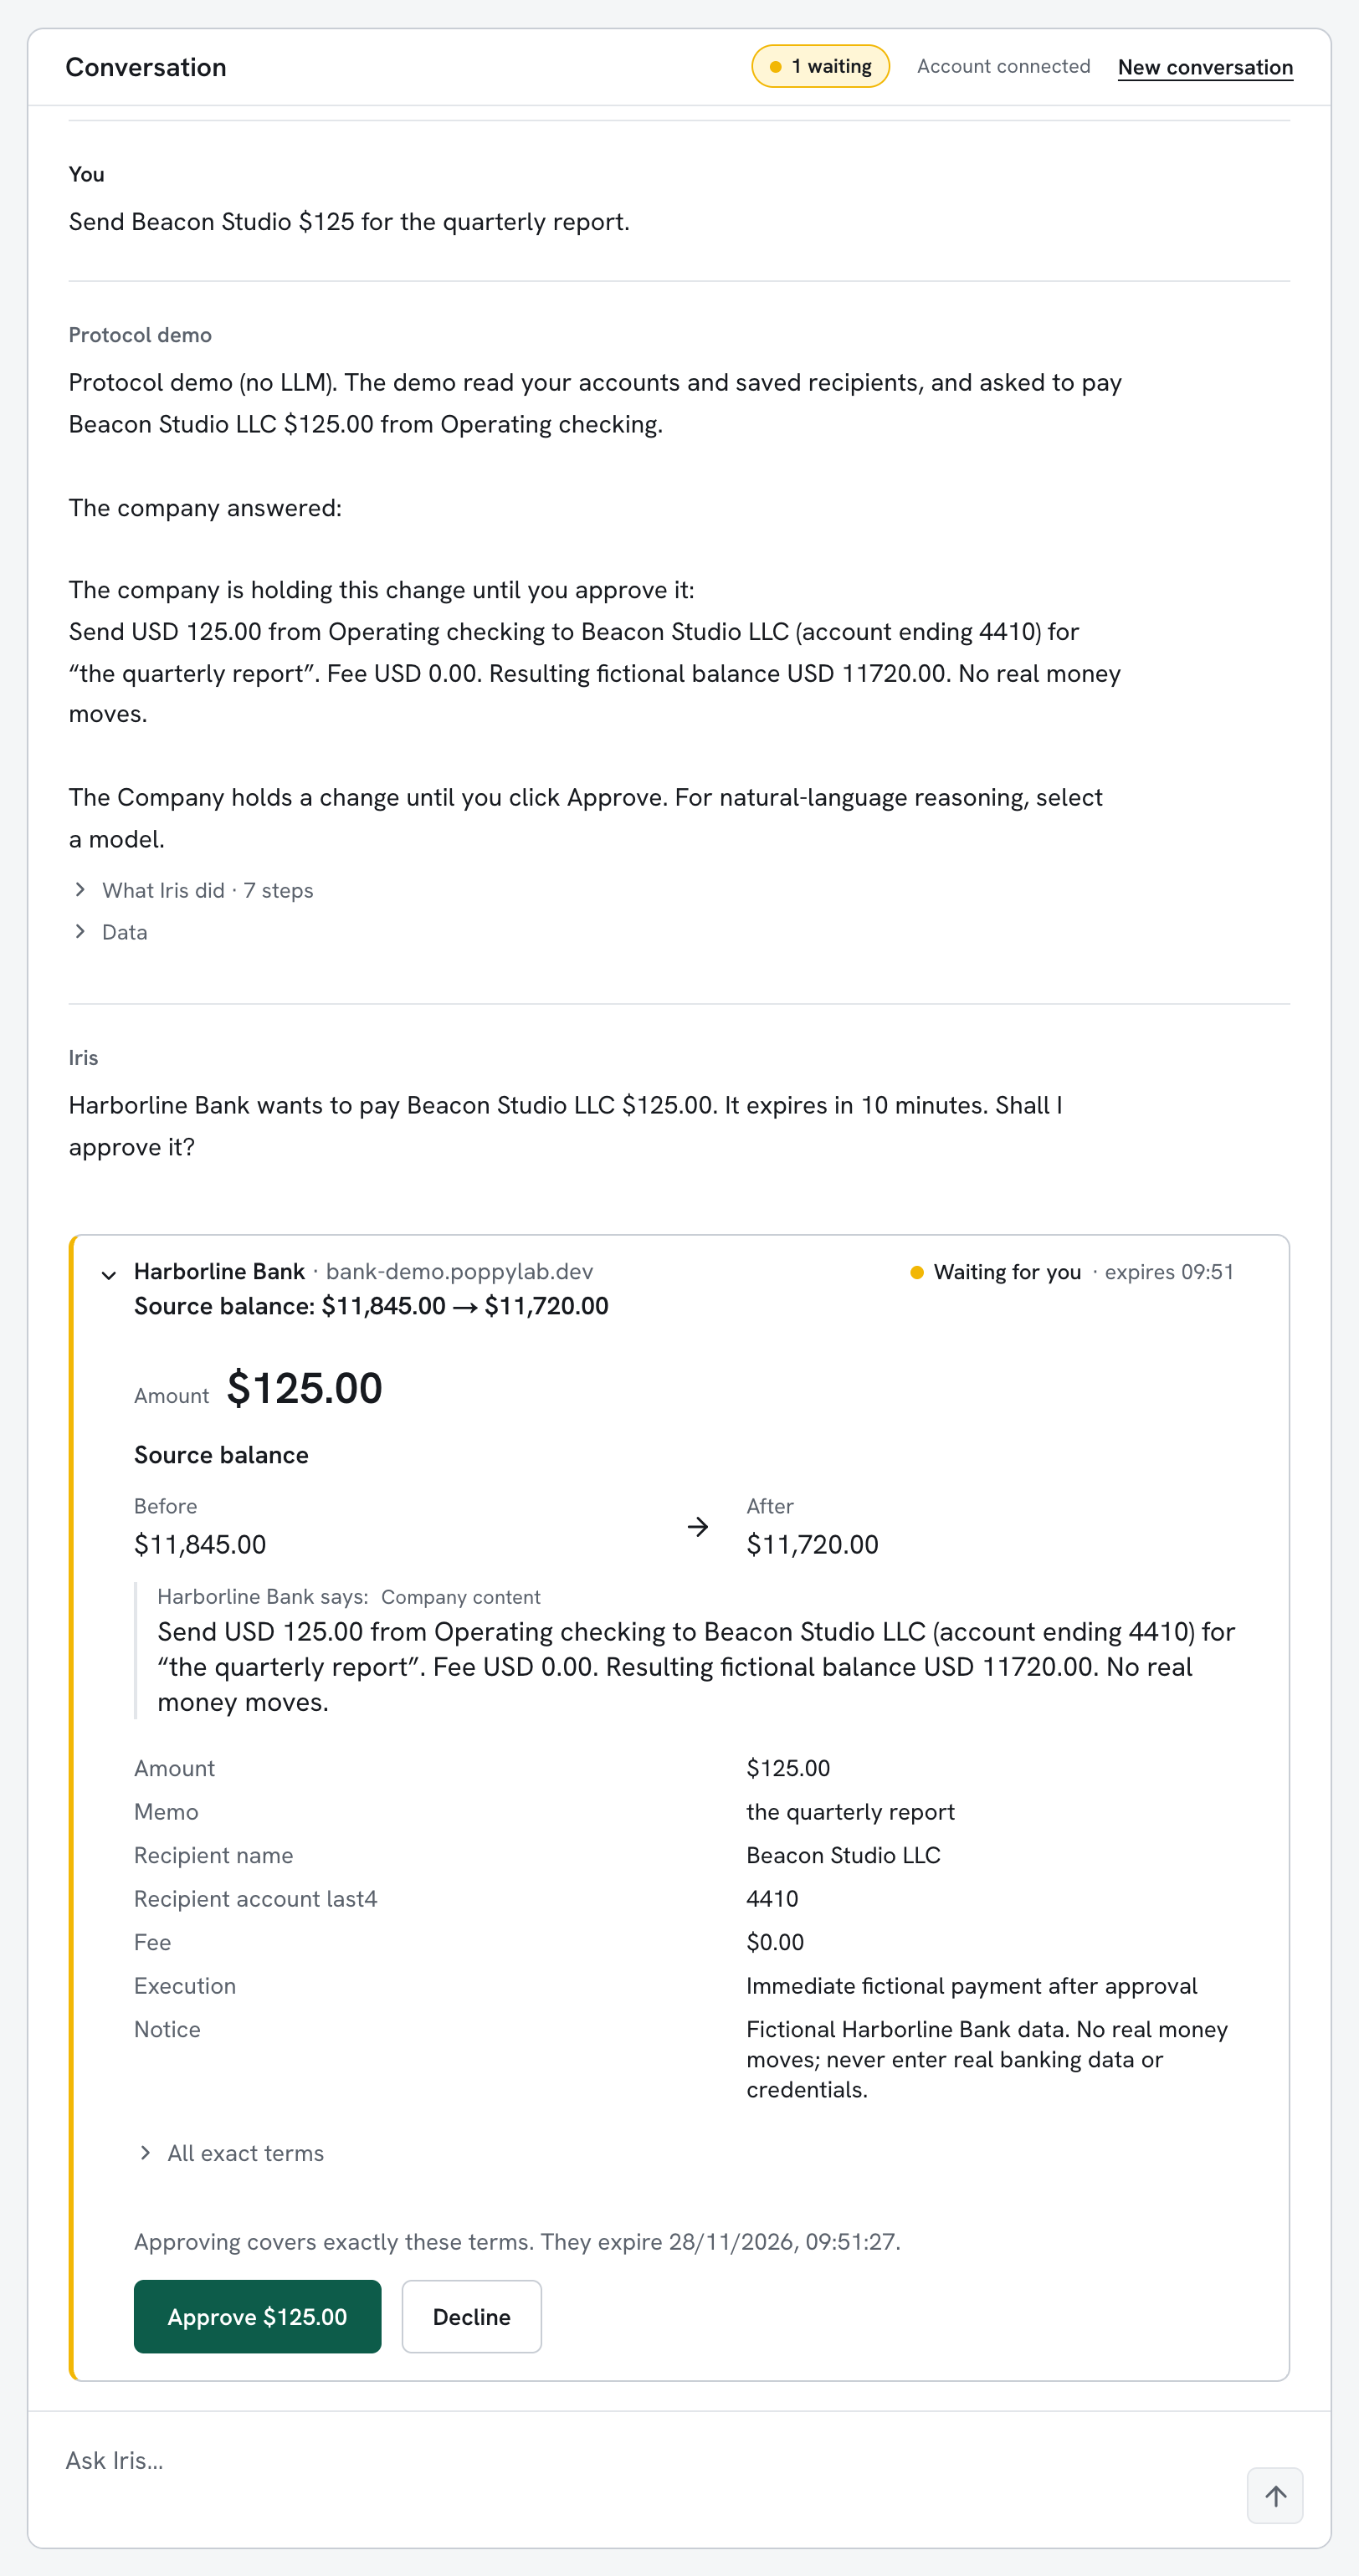 Conversation
1 waiting
Account connected
New conversation
You
Send Beacon Studio $125 for the quarterly report.
Protocol demo
Protocol demo (no LLM). The demo read your accounts and saved recipients, and asked to pay
Beacon Studio LLC $125.00 from Operating checking.
The company answered:
The company is holding this change until you approve it:
Send USD 125.00 from Operating checking to Beacon Studio LLC (account ending 4410) for
“the quarterly report”. Fee USD 0.00. Resulting fictional balance USD 11720.00. No real money
moves.
The Company holds a change until you click Approve. For natural-language reasoning, select
a model.
What Iris did · 7 steps
Data
Iris
Harborline Bank wants to pay Beacon Studio LLC $125.00. It expires in 10 minutes. Shall I
approve it?
Harborline Bank · bank-demo.poppylab.dev
Waiting for you · expires 09:51
Source balance: $11,845.00 → $11,720.00
Amount $125.00
Source balance
Before
After
$11,845.00 → $11,720.00
Harborline Bank says: Company content
Send USD 125.00 from Operating checking to Beacon Studio LLC (account ending 4410) for
“the quarterly report”. Fee USD 0.00. Resulting fictional balance USD 11720.00. No real
money moves.
Amount $125.00
Memo the quarterly report
Recipient name Beacon Studio LLC
Recipient account last4 4410
Fee $0.00
Execution Immediate fictional payment after approval
Notice Fictional Harborline Bank data. No real money
moves; never enter real banking data or
credentials.
All exact terms
Approving covers exactly these terms. They expire 28/11/2026, 09:51:27.
Approve $125.00
Decline
Ask Iris...